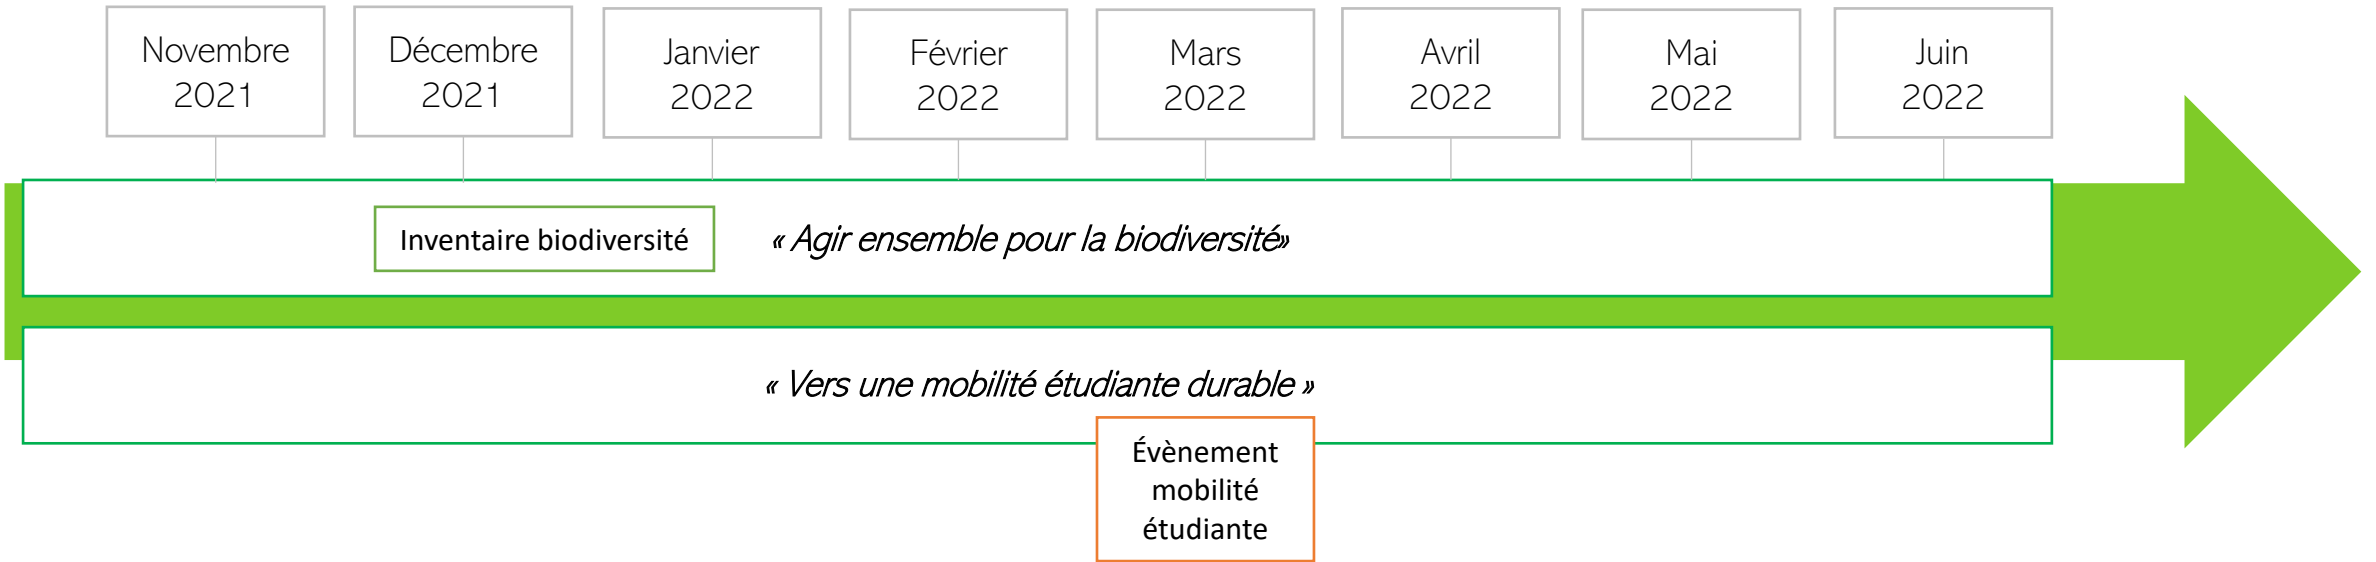 Novembre
2021
Décembre
2021
Janvier
2022
Février
2022
Mars
2022
Avril
2022
Mai
2022
Juin
2022
Inventaire biodiversité
« Agir ensemble pour la biodiversité»
« Vers une mobilité étudiante durable »
Évènement
mobilité
étudiante